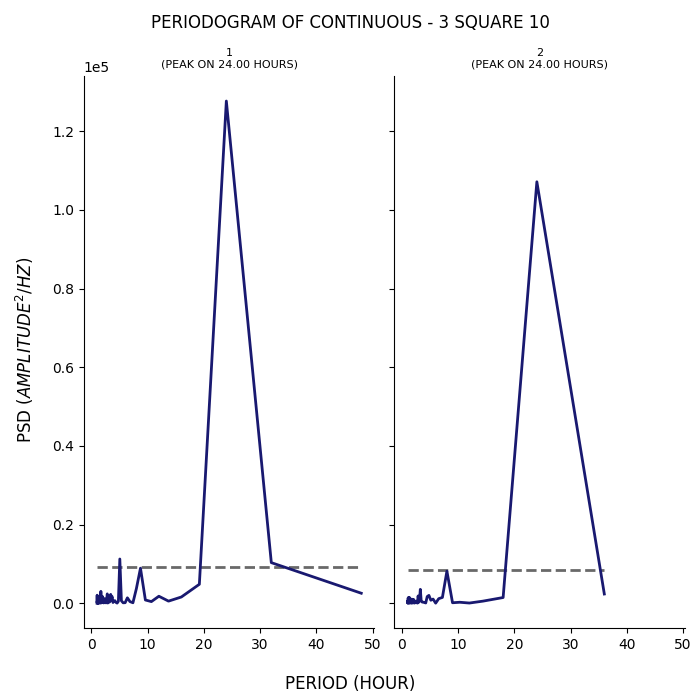 PERIODOGRAM OF CONTINUOUS - 3 SQUARE 10
1
(PEAK ON 24.00 HOURS)
2
(PEAK ON 24.00 HOURS)
1e5
1.2
1.0
0.8
0.6
0.4
0.2
0.0
PSD (AMPLITUDE²/HZ)
0 10 20 30 40 50
0 10 20 30 40 50
PERIOD (HOUR)